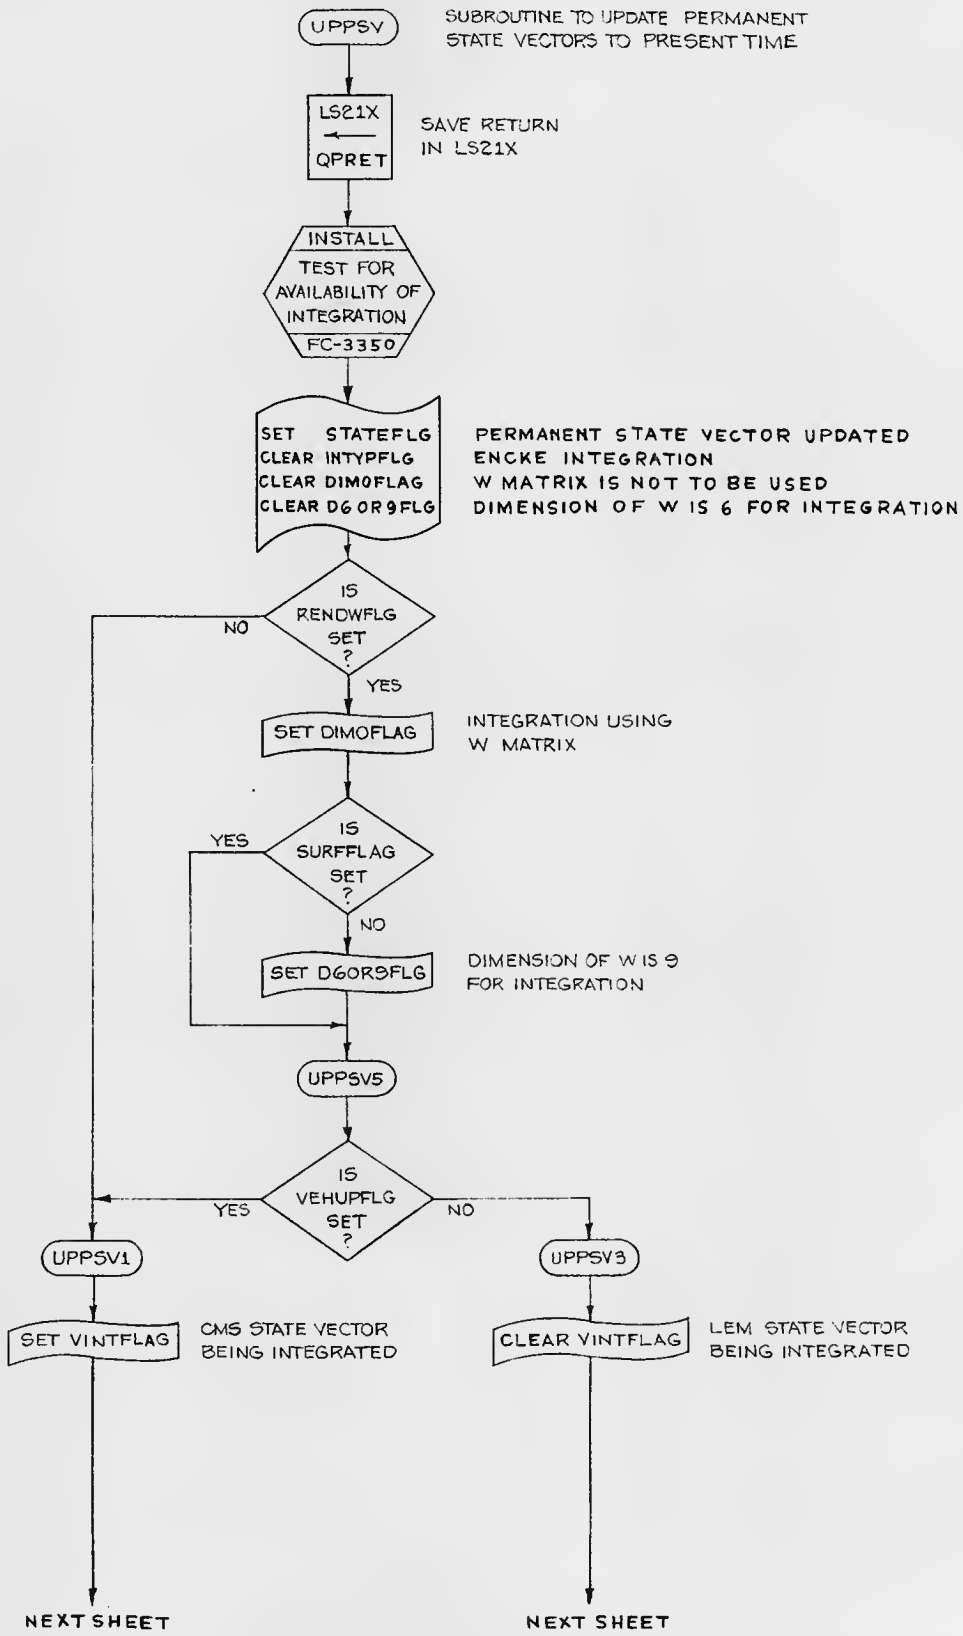 UPPSV
SUBROUTINE TO UPDATE PERMANENT
STATE VECTORS TO PRESENT TIME
LS21X
←
QPRET
SAVE RETURN
IN LS21X
INSTALL
TEST FOR
AVAILABILITY OF
INTEGRATION
FC-3350
SET STATEFLG
CLEAR INTYPFLG
CLEAR DIMOFLAG
CLEAR D6OR9FLG
PERMANENT STATE VECTOR UPDATED
ENCKE INTEGRATION
W MATRIX IS NOT TO BE USED
DIMENSION OF W IS 6 FOR INTEGRATION
IS
RENDWFLG
SET
?
NO
YES
SET DIMOFLAG
INTEGRATION USING
W MATRIX
IS
SURFFLAG
SET
?
YES
NO
SET D6OR9FLG
DIMENSION OF W IS 9
FOR INTEGRATION
UPPSV5
IS
VEHUPFLG
SET
?
YES
NO
UPPSV1
UPPSV3
SET VINTFLAG
CMS STATE VECTOR
BEING INTEGRATED
CLEAR VINTFLAG
LEM STATE VECTOR
BEING INTEGRATED
NEXT SHEET
NEXT SHEET